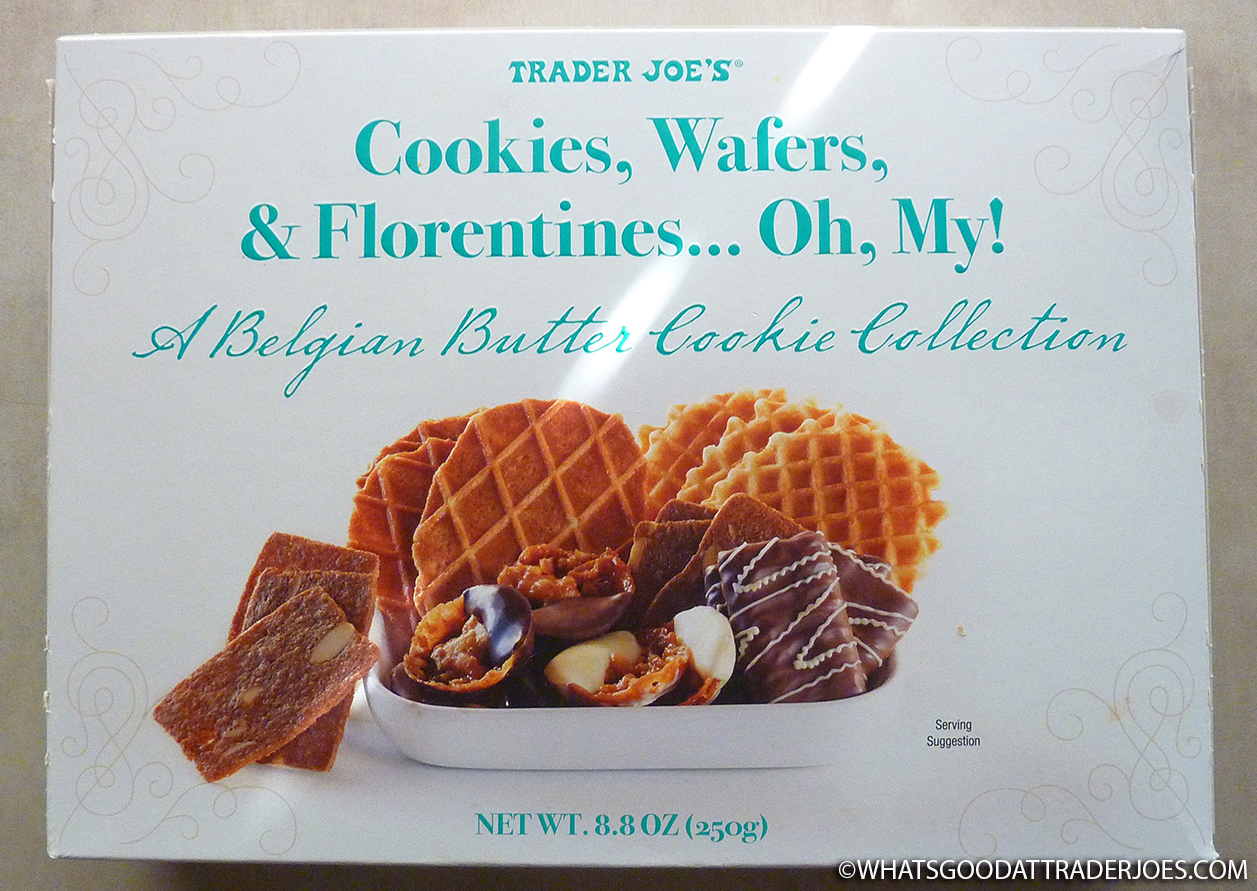 TRADER JOE'S®
Cookies, Wafers,
& Florentines... Oh, My!
A Belgian Butter Cookie Collection
Serving
Suggestion
NET WT. 8.8 OZ (250g)
©WHATSGOODATTRADERJOES.COM